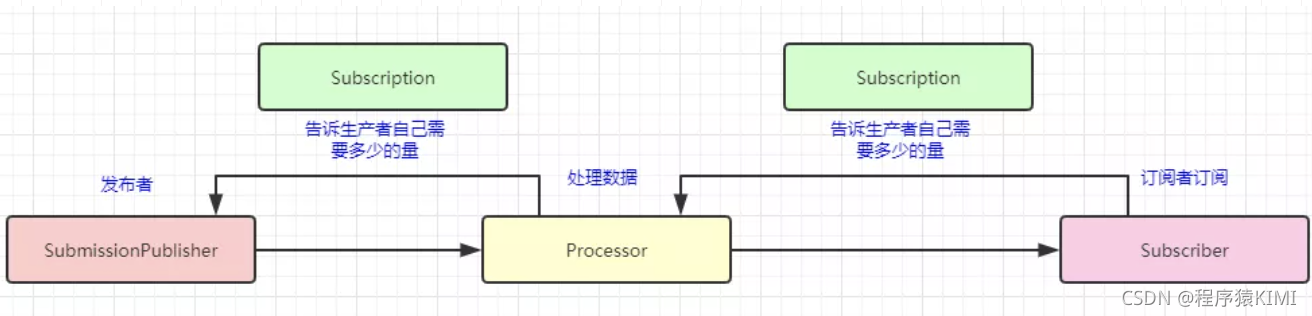 Subscription
Subscription
告诉生产者自己需
要多少的量
告诉生产者自己需
要多少的量
发布者
处理数据
订阅者订阅
SubmissionPublisher
Processor
Subscriber
CSDN @程序猿KIMI